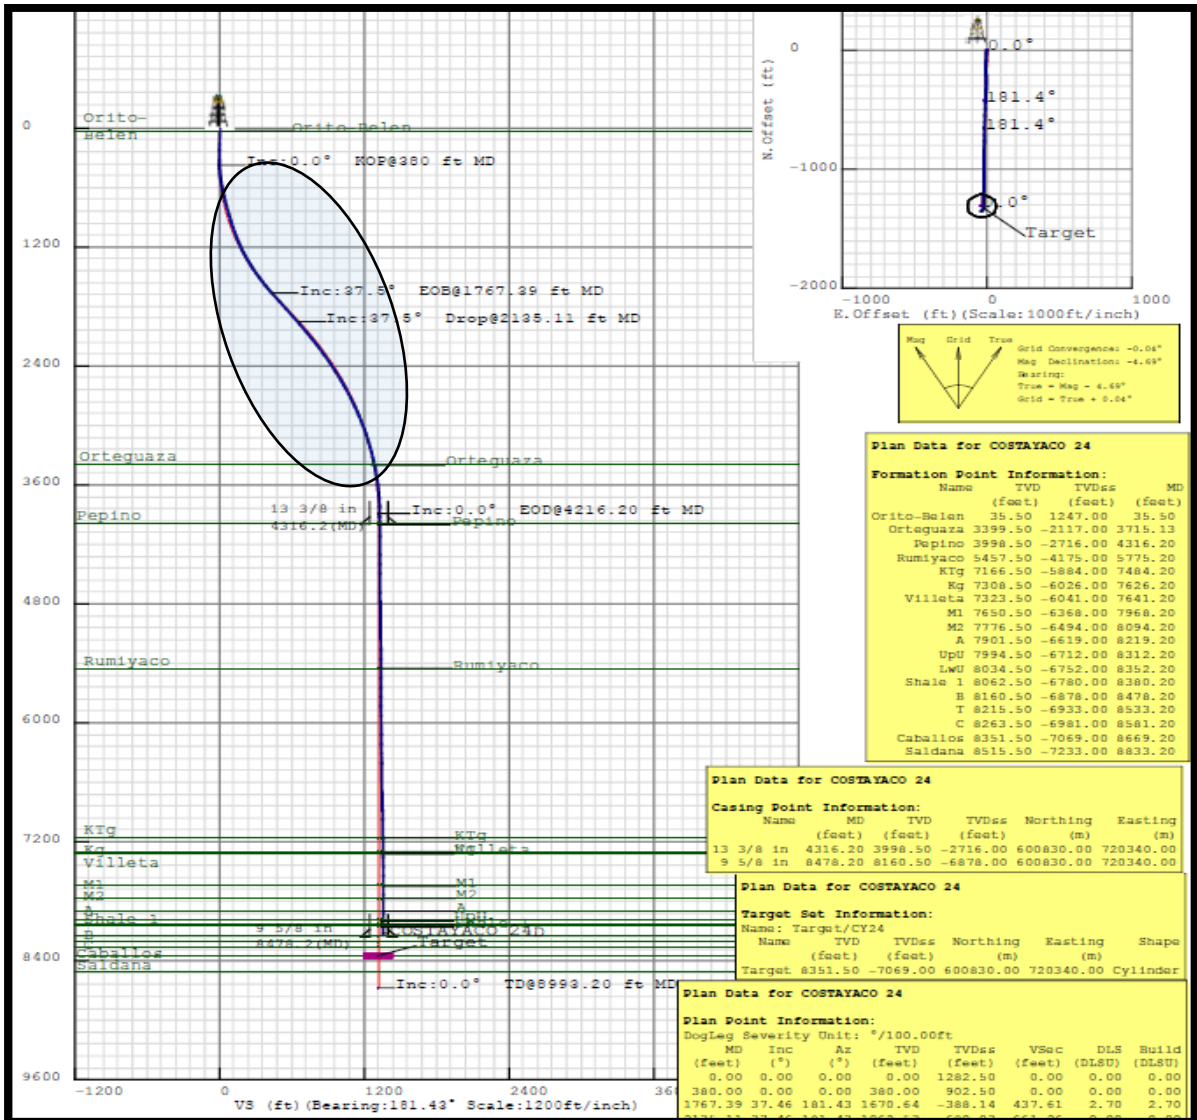 0
Orito-
Belen
Orito-Belen
Inc:0.0° KOP@380 ft MD
1200
Inc:37.5° EOB@1767.39 ft MD
Inc:37.5° Drop@2135.11 ft MD
2400
Orteguaza
Orteguaza
3600
13 3/8 in
4316.2(MD)
Inc:0.0° EOD@4216.20 ft MD
Pepino
Pepino
4800
Rumiyaco
Rumiyaco
6000
7200
KTg
KTg
Kg
Villeta
Villeta
M1
M1
M2
M2
A
A
Shale 1
9 5/8 in
8478.2(MD)
B
COSTAYACO 24D
Target
Caballos
8400
Saldana
Inc:0.0° TD@8993.20 ft MD
9600
-1200
0
1200
2400
360
VS (ft)(Bearing:181.43° Scale:1200ft/inch)
N.Offset (ft)
0
-1000
-2000
0.0°
181.4°
181.4°
.0°
Target
-1000
0
1000
E.Offset (ft)(Scale:1000ft/inch)
Mag Grid True
Grid Convergence: -0.04°
Mag Declination: -4.69°
Bearing:
True = Mag - 4.69°
Grid = True + 0.04°
Plan Data for COSTAYACO 24
Formation Point Information:
Name TVD TVDss MD
(feet) (feet) (feet)
Orito-Belen 35.50 1247.00 35.50
Orteguaza 3399.50 -2117.00 3715.13
Pepino 3998.50 -2716.00 4316.20
Rumiyaco 5457.50 -4175.00 5775.20
KTg 7166.50 -5884.00 7484.20
Kg 7308.50 -6026.00 7626.20
Villeta 7323.50 -6041.00 7641.20
M1 7650.50 -6368.00 7968.20
M2 7776.50 -6494.00 8094.20
A 7901.50 -6619.00 8219.20
UpU 7994.50 -6712.00 8312.20
LwU 8034.50 -6752.00 8352.20
Shale 1 8062.50 -6780.00 8380.20
B 8160.50 -6878.00 8478.20
T 8215.50 -6933.00 8533.20
C 8263.50 -6981.00 8581.20
Caballos 8351.50 -7069.00 8669.20
Saldana 8515.50 -7233.00 8833.20
Plan Data for COSTAYACO 24
Casing Point Information:
Name MD TVD TVDss Northing Easting
(feet) (feet) (feet) (m) (m)
13 3/8 in 4316.20 3998.50 -2716.00 600830.00 720340.00
9 5/8 in 8478.20 8160.50 -6878.00 600830.00 720340.00
Plan Data for COSTAYACO 24
Target Set Information:
Name: Target/CY24
Name TVD TVDss Northing Easting Shape
(feet) (feet) (m) (m)
Target 8351.50 -7069.00 600830.00 720340.00 Cylinder
Plan Data for COSTAYACO 24
Plan Point Information:
DogLeg Severity Unit: °/100.00ft
MD Inc Az TVD TVDss VSec DLS Build
(feet) (°) (°) (feet) (feet) (feet) (DLSU) (DLSU)
0.00 0.00 0.00 0.00 1282.50 0.00 0.00 0.00
380.00 0.00 0.00 380.00 902.50 0.00 0.00 0.00
1767.39 37.46 181.43 1670.64 -388.14 437.61 2.70 2.70